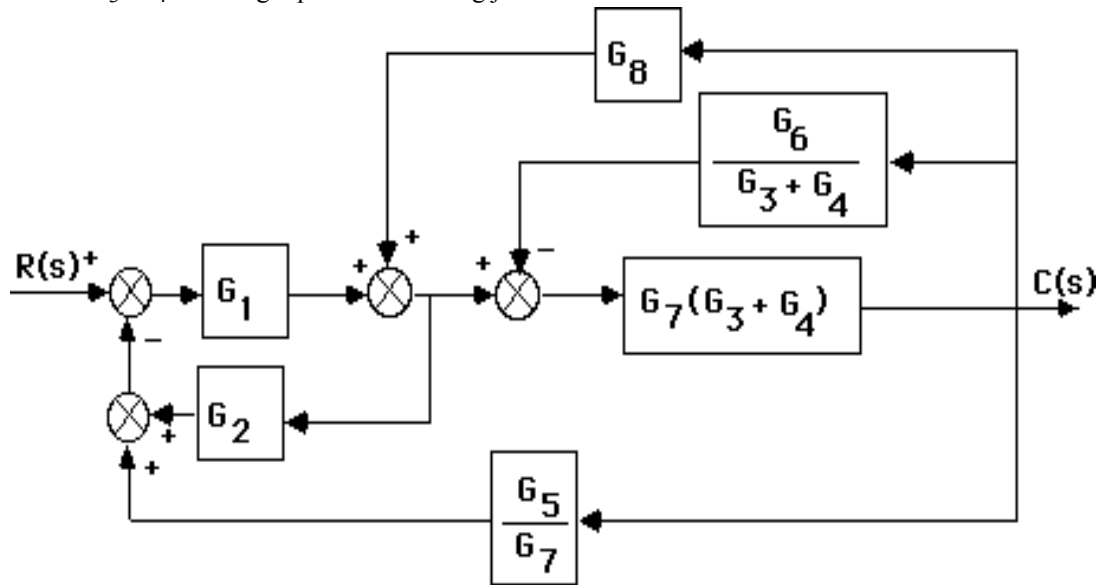 G8
G6
G3 + G4
R(s) +
+
+
+
−
C(s)
G1
G7(G3 + G4)
−
+
G2
+
G5
G7